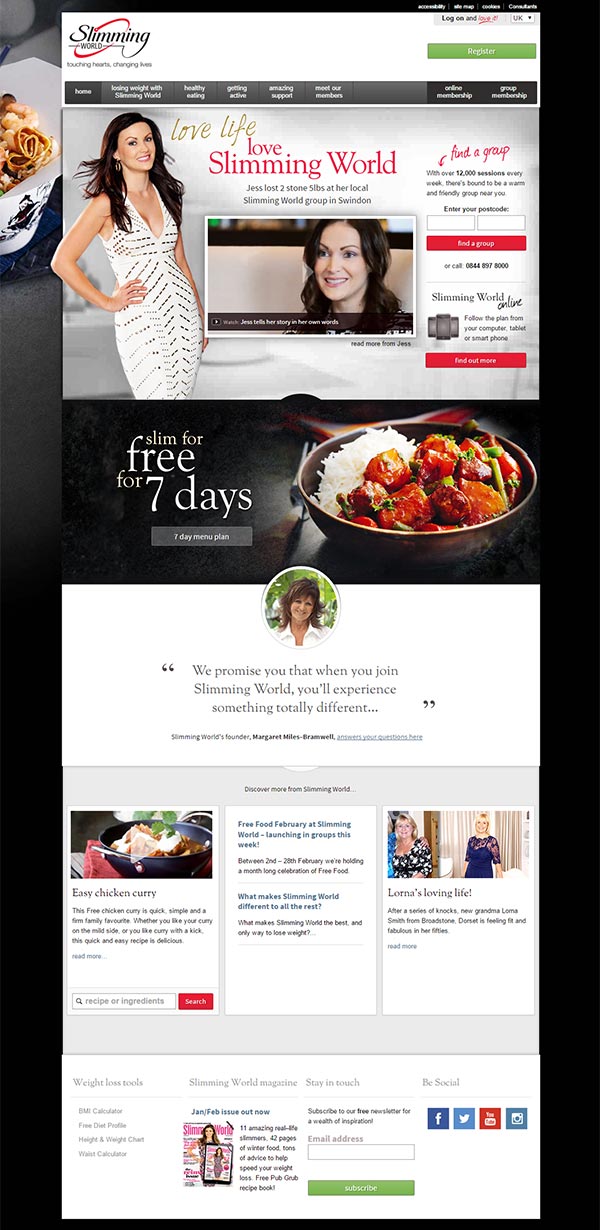 accessibility | site map | cookies | Consultants
Log on and love it!
UK
Slimming
WORLD
touching hearts, changing lives
Register
home
losing weight with
Slimming World
healthy
eating
getting
active
amazing
support
meet our
members
online
membership
group
membership
love life
love
Slimming World
Jess lost 2 stone 5lbs at her local
Slimming World group in Swindon
Watch: Jess tells her story in her own words
read more from Jess
find a group
With over 12,000 sessions every
week, there's bound to be a warm
and friendly group near you.
Enter your postcode:
find a group
or call: 0844 897 8000
Slimming World
online
Follow the plan from
your computer, tablet
or smart phone
find out more
slim for
free
for 7 days
7 day menu plan
“ We promise you that when you join
Slimming World, you'll experience
something totally different... ”
Slimming World's founder, Margaret Miles-Bramwell, answers your questions here
Discover more from Slimming World...
Easy chicken curry
This Free chicken curry is quick, simple and a
firm family favourite. Whether you like your curry
on the mild side, or you like curry with a kick,
this quick and easy recipe is delicious.
read more...
recipe or ingredients
Search
Free Food February at Slimming
World – launching in groups this
week!
Between 2nd – 28th February we're holding
a month long celebration of Free Food.
What makes Slimming World
different to all the rest?
What makes Slimming World the best, and
only way to lose weight?...
Lorna's loving life!
After a series of knocks, new grandma Lorna
Smith from Broadstone, Dorset is feeling fit and
fabulous in her fifties.
read more
Weight loss tools
BMI Calculator
Free Diet Profile
Height & Weight Chart
Waist Calculator
Slimming World magazine
Jan/Feb issue out now
11 amazing real-life
slimmers, 42 pages
of winter food, tons
of advice to help
speed your weight
loss. Free Pub Grub
recipe book!
Stay in touch
Subscribe to our free newsletter for
a wealth of inspiration!
Email address
subscribe
Be Social
You
Tube